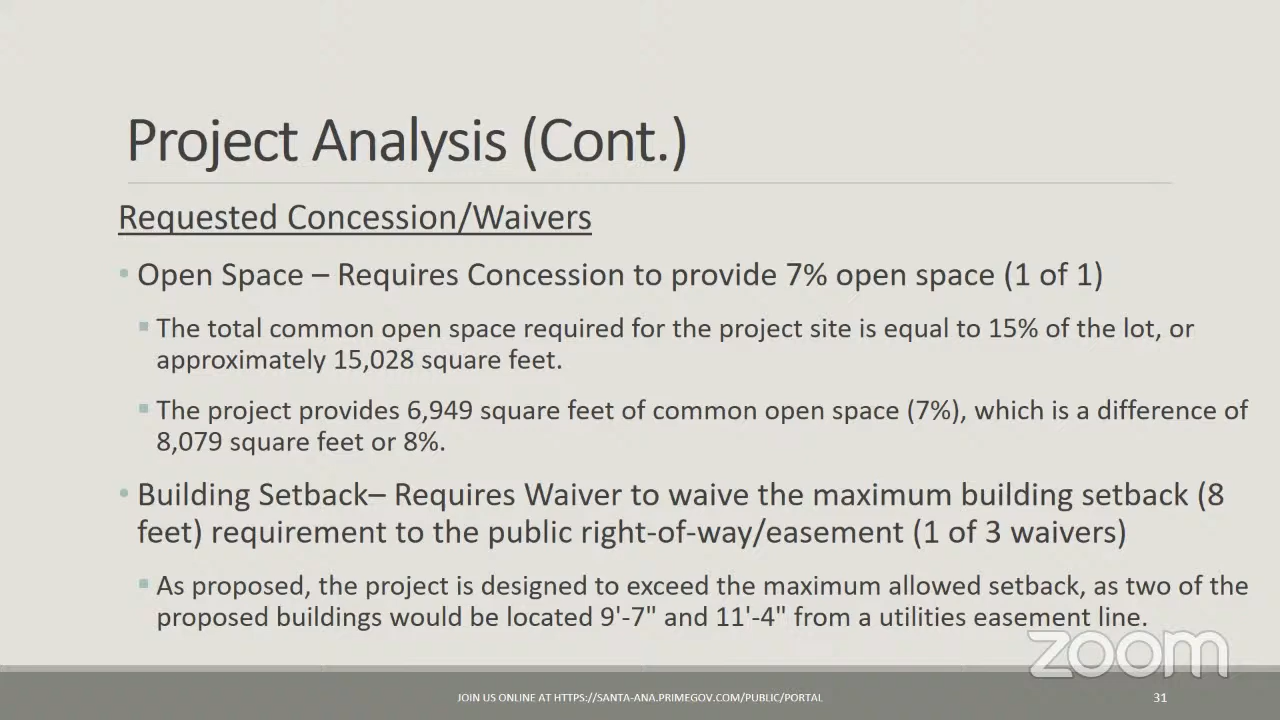 Project Analysis (Cont.)
Requested Concession/Waivers
• Open Space – Requires Concession to provide 7% open space (1 of 1)
▪ The total common open space required for the project site is equal to 15% of the lot, or
approximately 15,028 square feet.
▪ The project provides 6,949 square feet of common open space (7%), which is a difference of
8,079 square feet or 8%.
• Building Setback– Requires Waiver to waive the maximum building setback (8
feet) requirement to the public right-of-way/easement (1 of 3 waivers)
▪ As proposed, the project is designed to exceed the maximum allowed setback, as two of the
proposed buildings would be located 9'-7" and 11'-4" from a utilities easement line.
zoom
JOIN US ONLINE AT HTTPS://SANTA-ANA.PRIMEGOV.COM/PUBLIC/PORTAL
31